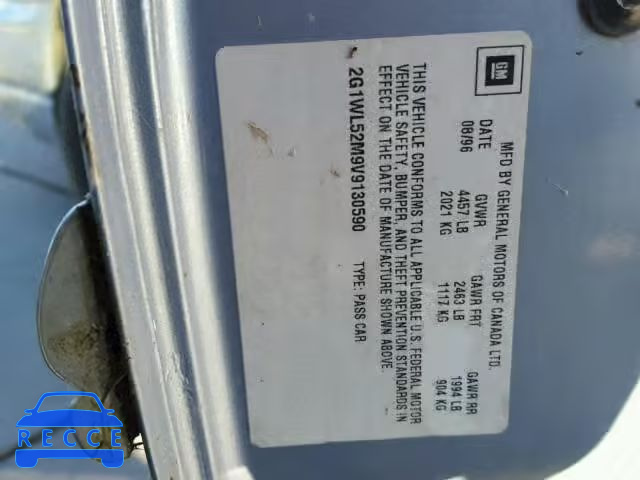 GM
MFD BY GENERAL MOTORS OF CANADA LTD.
DATE GVWR GAWR FRT GAWR RR
08/96 4457 LB 2463 LB 1994 LB
2021 KG 1117 KG 904 KG
THIS VEHICLE CONFORMS TO ALL APPLICABLE U.S. FEDERAL MOTOR
VEHICLE SAFETY, BUMPER, AND THEFT PREVENTION STANDARDS IN
EFFECT ON THE DATE OF MANUFACTURE SHOWN ABOVE.
2G1WL52M9V9130590 TYPE: PASS CAR
RECCE